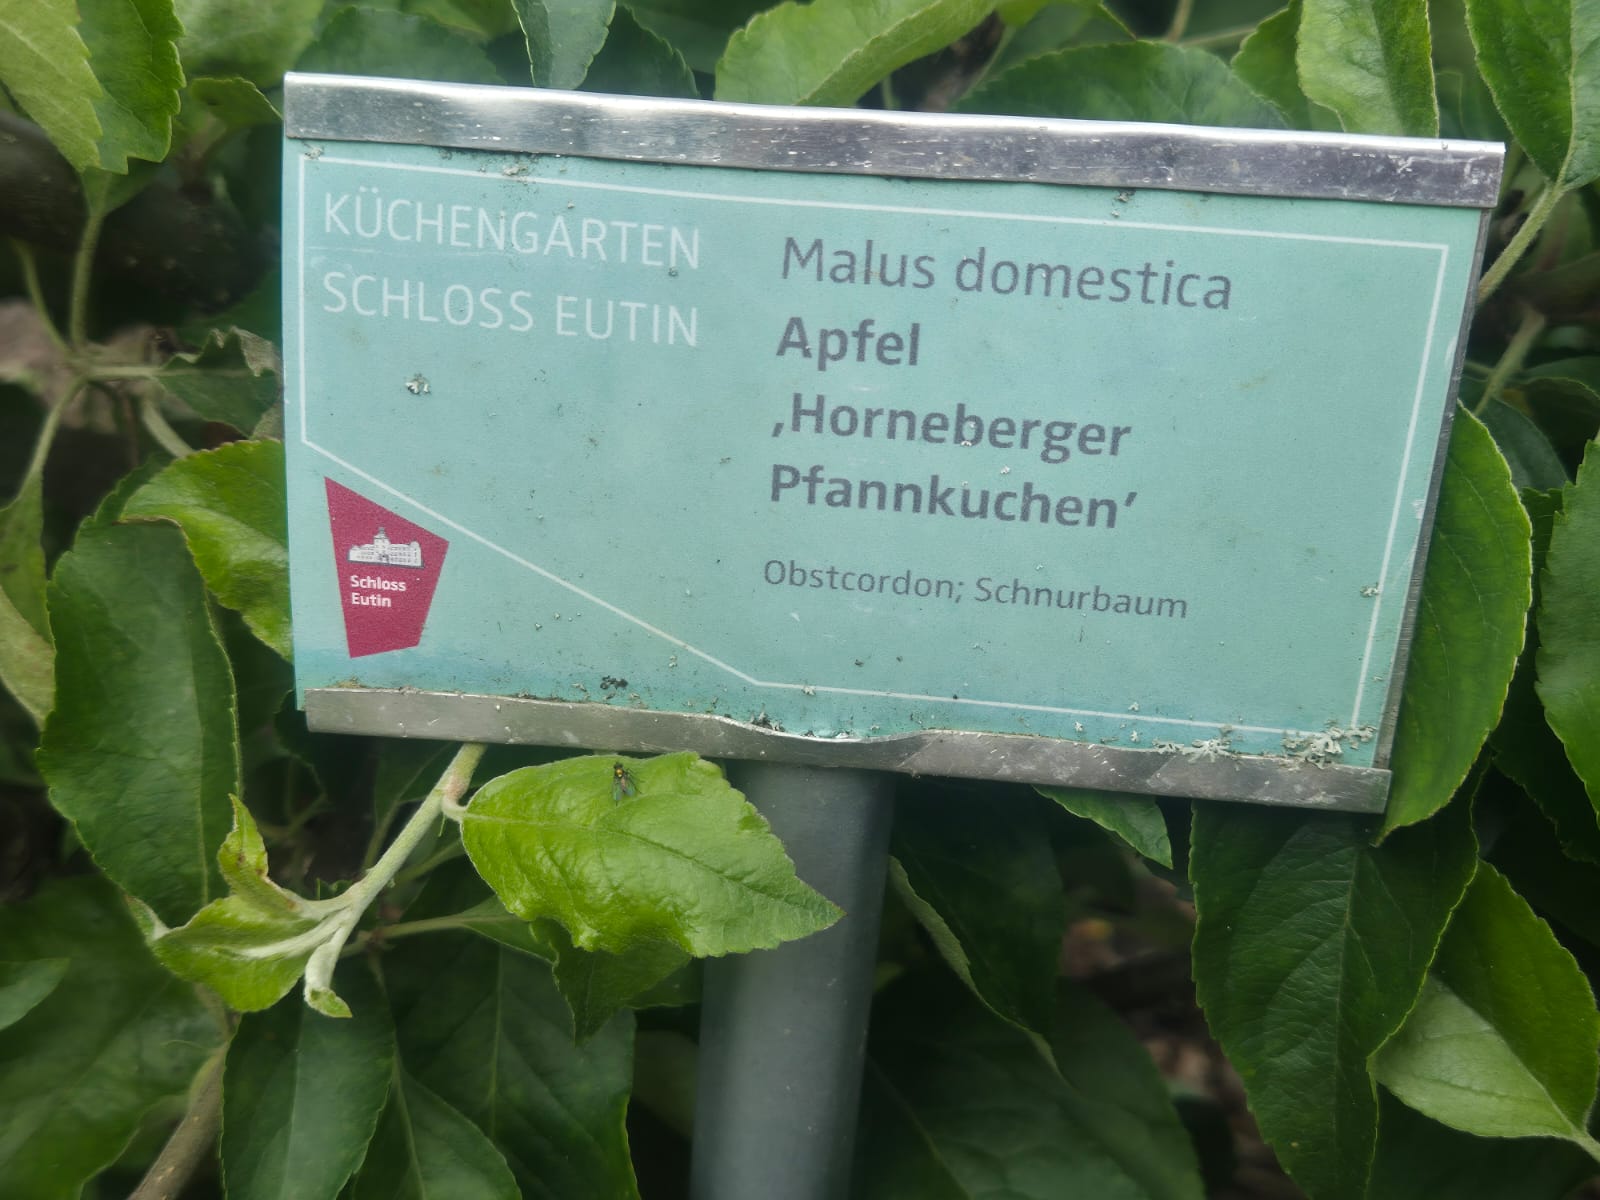 KÜCHENGARTEN
SCHLOSS EUTIN
Malus domestica
Apfel
‚Horneberger
Pfannkuchen’
Obstcordon; Schnurbaum
Schloss
Eutin